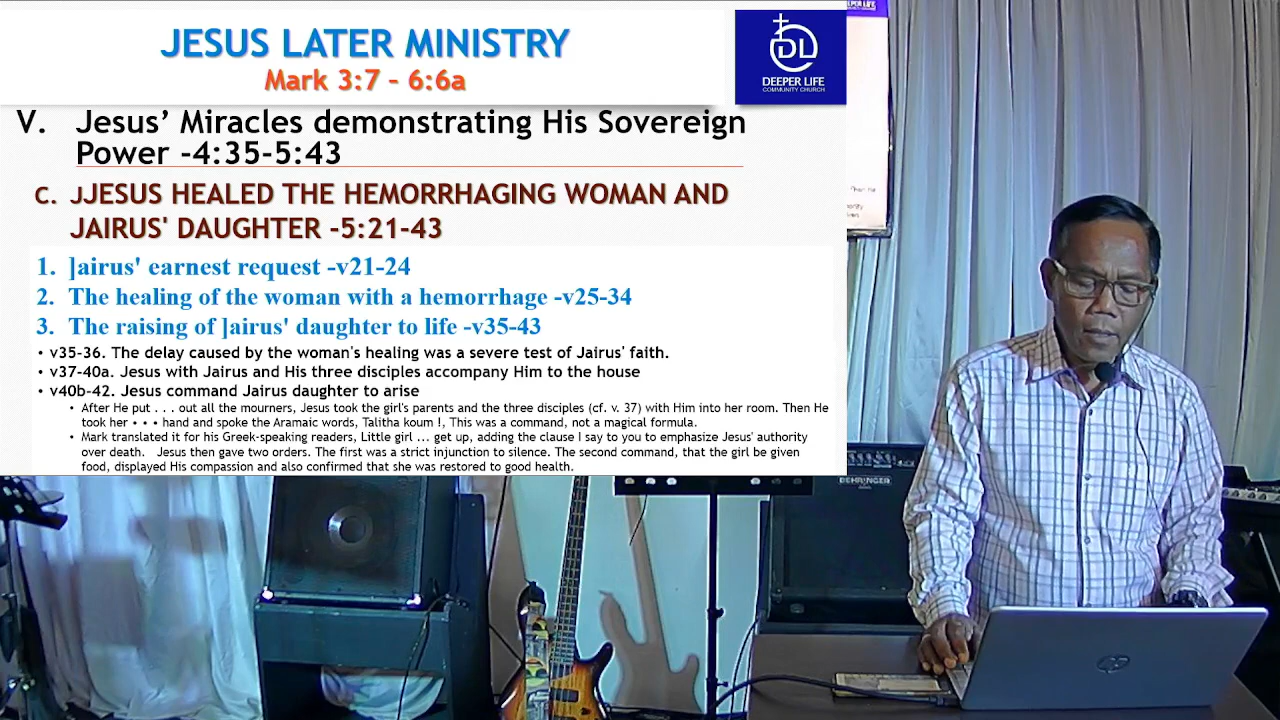 JESUS LATER MINISTRY
Mark 3:7 – 6:6a
DL
DEEPER LIFE
COMMUNITY CHURCH
V. Jesus’ Miracles demonstrating His Sovereign
Power -4:35-5:43
C. JJESUS HEALED THE HEMORRHAGING WOMAN AND
JAIRUS' DAUGHTER -5:21-43
1. ]airus' earnest request -v21-24
2. The healing of the woman with a hemorrhage -v25-34
3. The raising of ]airus' daughter to life -v35-43
• v35-36. The delay caused by the woman's healing was a severe test of Jairus' faith.
• v37-40a. Jesus with Jairus and His three disciples accompany Him to the house
• v40b-42. Jesus command Jairus daughter to arise
• After He put . . . out all the mourners, Jesus took the girl's parents and the three disciples (cf. v. 37) with Him into her room. Then He
took her • • • hand and spoke the Aramaic words, Talitha koum !, This was a command, not a magical formula.
• Mark translated it for his Greek-speaking readers, Little girl ... get up, adding the clause I say to you to emphasize Jesus' authority
over death. Jesus then gave two orders. The first was a strict injunction to silence. The second command, that the girl be given
food, displayed His compassion and also confirmed that she was restored to good health.
BEHRINGER
hp